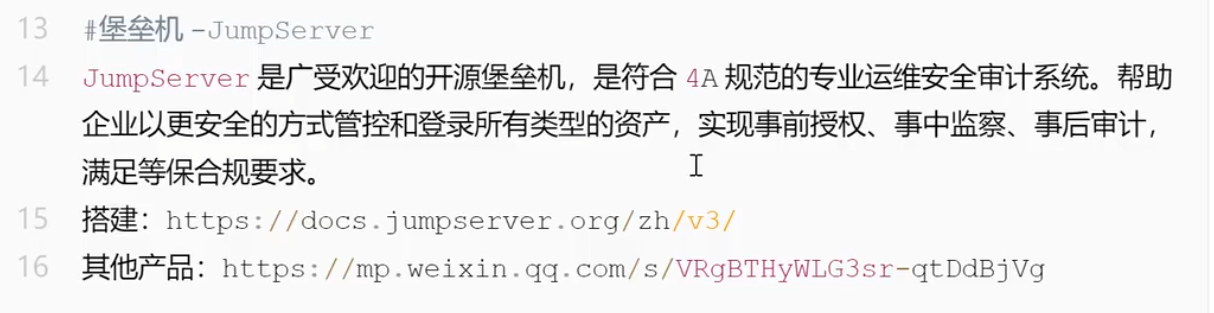 13 #堡垒机 -JumpServer
14 JumpServer 是广受欢迎的开源堡垒机，是符合 4A 规范的专业运维安全审计系统。帮助
企业以更安全的方式管控和登录所有类型的资产，实现事前授权、事中监察、事后审计，
满足等保合规要求。
15 搭建：https://docs.jumpserver.org/zh/v3/
16 其他产品：https://mp.weixin.qq.com/s/VRgBTHyWLG3sr-qtDdBjVg